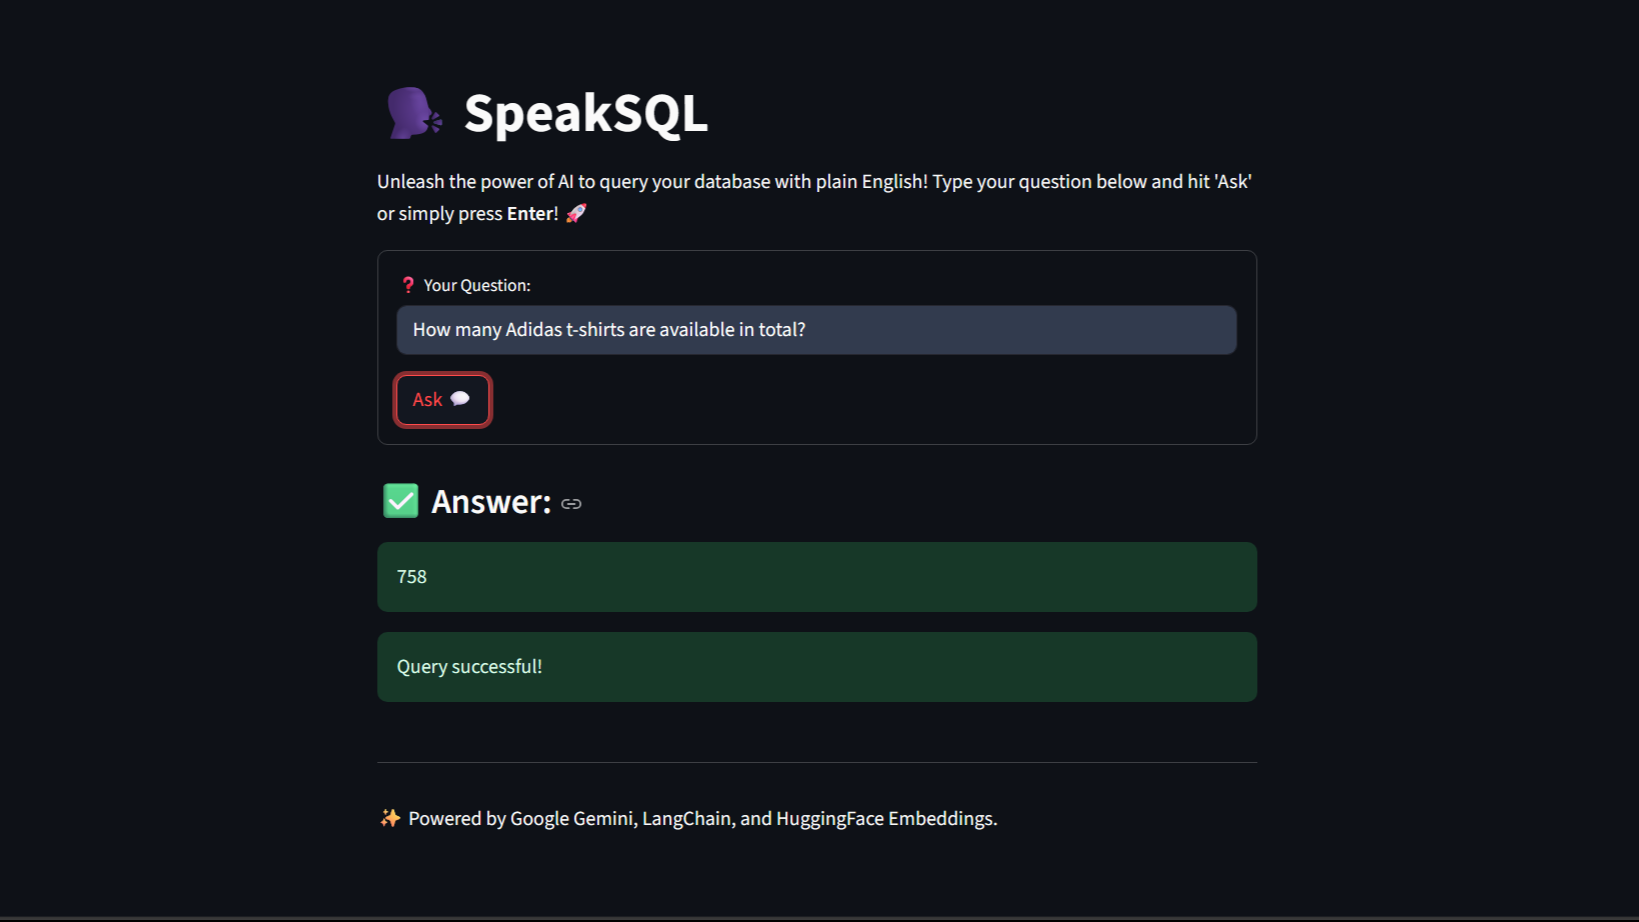 SpeakSQL
Unleash the power of AI to query your database with plain English! Type your question below and hit 'Ask'
or simply press Enter! 🚀
❓ Your Question:
How many Adidas t-shirts are available in total?
Ask 💬
✅ Answer:
758
Query successful!
✨ Powered by Google Gemini, LangChain, and HuggingFace Embeddings.